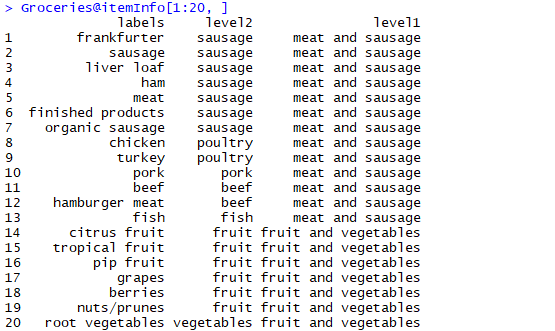 > Groceries@itemInfo[1:20, ]
labels level2 level1
1 frankfurter sausage meat and sausage
2 sausage sausage meat and sausage
3 liver loaf sausage meat and sausage
4 ham sausage meat and sausage
5 meat sausage meat and sausage
6 finished products sausage meat and sausage
7 organic sausage sausage meat and sausage
8 chicken poultry meat and sausage
9 turkey poultry meat and sausage
10 pork pork meat and sausage
11 beef beef meat and sausage
12 hamburger meat beef meat and sausage
13 fish fish meat and sausage
14 citrus fruit fruit fruit and vegetables
15 tropical fruit fruit fruit and vegetables
16 pip fruit fruit fruit and vegetables
17 grapes fruit fruit and vegetables
18 berries fruit fruit and vegetables
19 nuts/prunes fruit fruit and vegetables
20 root vegetables vegetables fruit and vegetables